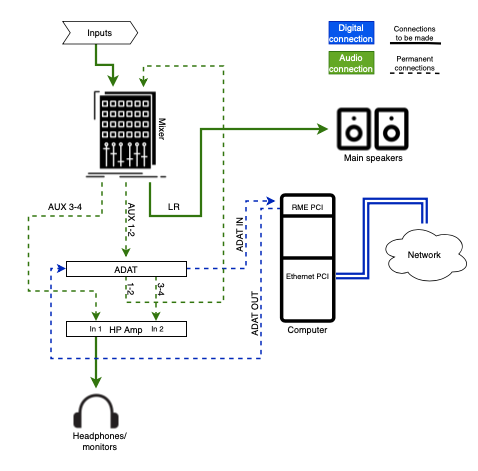 Inputs
Digital
connection
Connections
to be made
Audio
connection
Permanent
connections
Mixer
Main speakers
AUX 3-4
AUX 1-2
LR
RME PCI
ADAT IN
Network
ADAT
Ethernet PCI
1-2
3-4
ADAT OUT
In 1
HP Amp
In 2
Computer
Headphones/
monitors